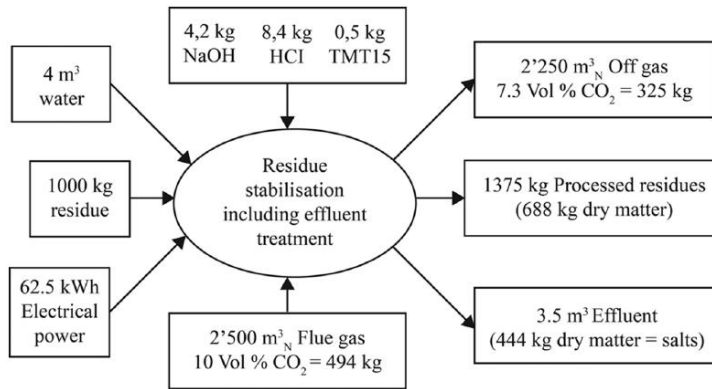 4,2 kg 8,4 kg 0,5 kg
NaOH HCI TMT15
4 m³
water
2'250 m³N Off gas
7.3 Vol % CO₂ = 325 kg
1000 kg
residue
Residue
stabilisation
including effluent
treatment
1375 kg Processed residues
(688 kg dry matter)
62.5 kWh
Electrical
power
2'500 m³N Flue gas
10 Vol % CO₂ = 494 kg
3.5 m³ Effluent
(444 kg dry matter = salts)